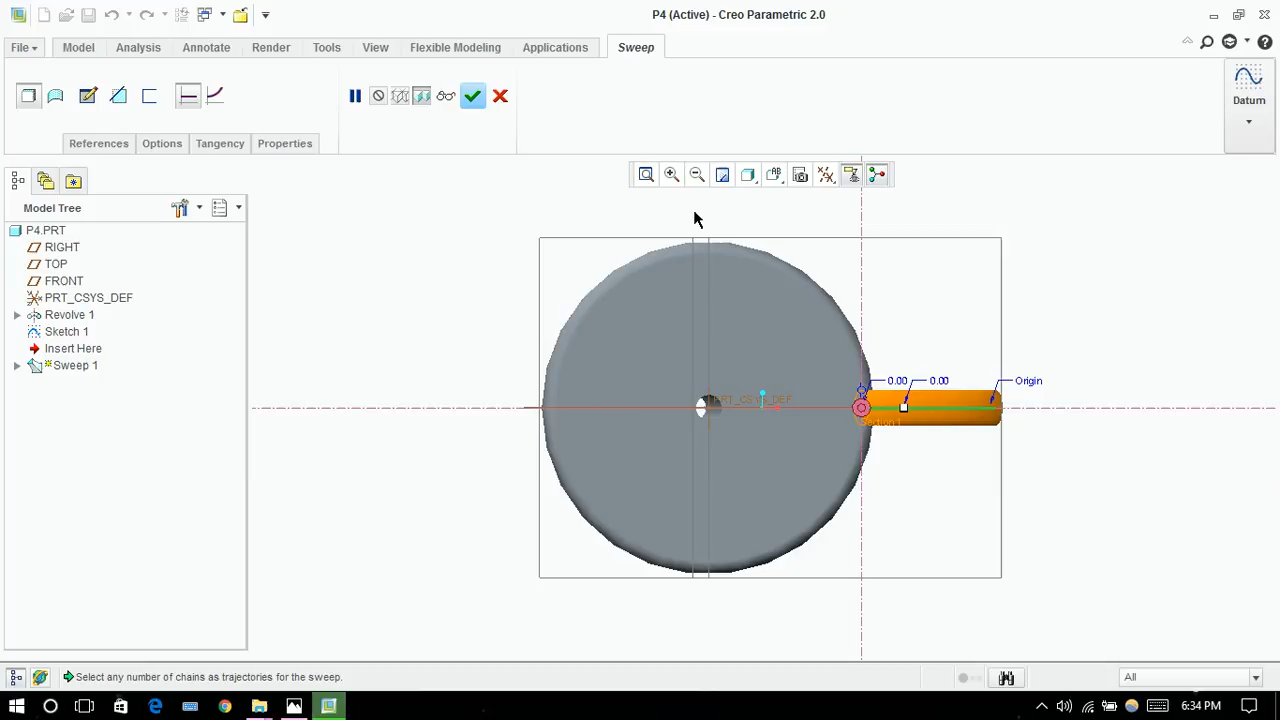 P4 (Active) - Creo Parametric 2.0
File Model Analysis Annotate Render Tools View Flexible Modeling Applications Sweep
Datum
References Options Tangency Properties
Model Tree
P4.PRT
RIGHT
TOP
FRONT
PRT_CSYS_DEF
Revolve 1
Sketch 1
Insert Here
Sweep 1
0.00 0.00 Origin
PRT_CSYS_DEF
Section 1
Select any number of chains as trajectories for the sweep.
All
6:34 PM